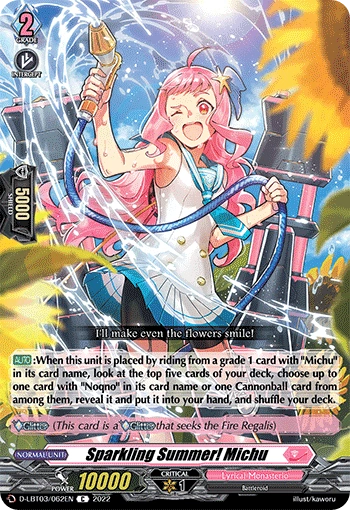 2
GRADE
INTERCEPT
5000
SHIELD
I'll make even the flowers smile!
AUTO :When this unit is placed by riding from a grade 1 card with "Michu"
in its card name, look at the top five cards of your deck, choose up to
one card with "Noqno" in its card name or one Cannonball card from
among them, reveal it and put it into your hand, and shuffle your deck.
Glitter (This card is a Glitter that seeks the Fire Regalis)
NORMAL UNIT
Sparkling Summer! Michu
POWER 10000
CRITICAL
1
Lyrical Monasterio
Battleroid
D-LBT03/062EN C 2022
illust/kaworu